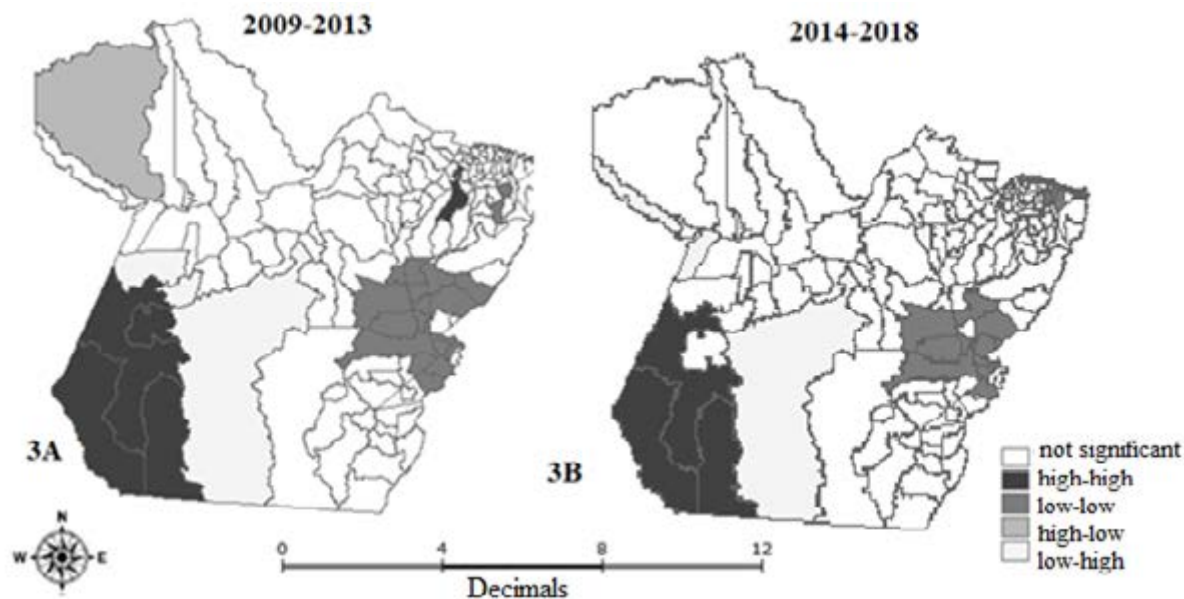 2009-2013
2014-2018
3A
3B
not significant
high-high
low-low
high-low
low-high
N
W E
S
0 4 8 12
Decimals